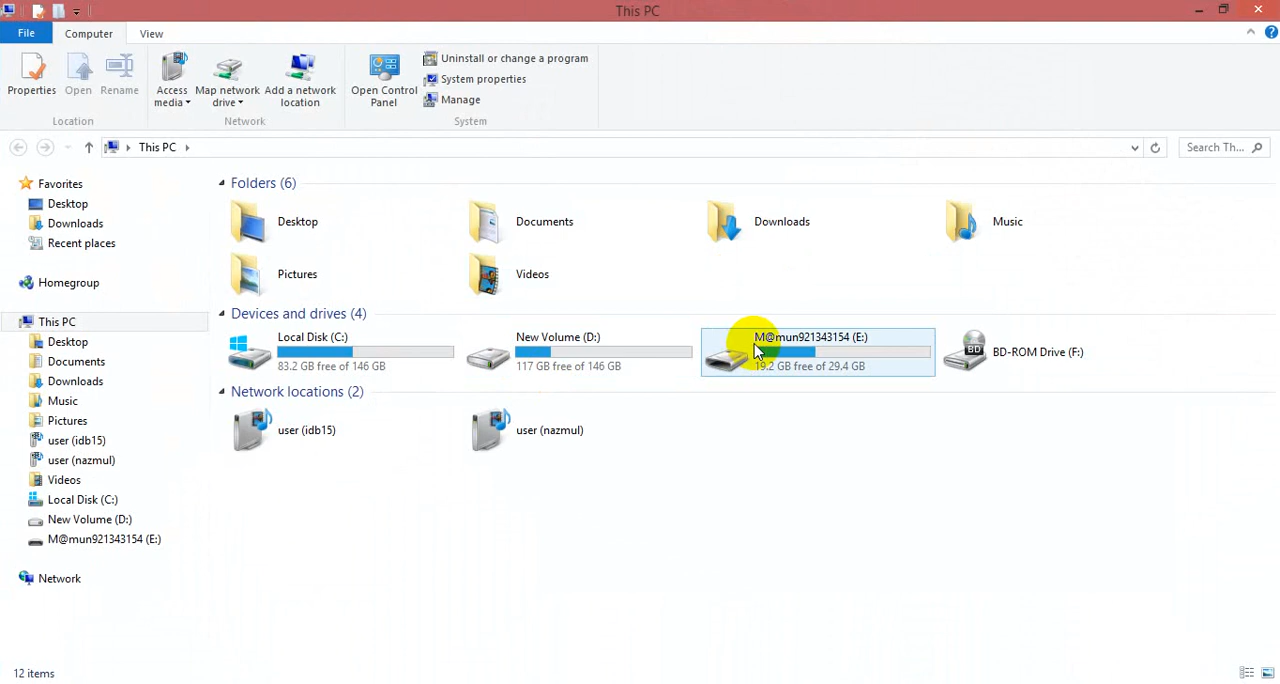 This PC
File Computer View
Properties Open Rename
Access media Map network drive Add a network location
Open Control Panel
Uninstall or change a program
System properties
Manage
Location Network System
This PC
Search Th...
Favorites
Desktop
Downloads
Recent places
Homegroup
This PC
Desktop
Documents
Downloads
Music
Pictures
user (idb15)
user (nazmul)
Videos
Local Disk (C:)
New Volume (D:)
M@mun921343154 (E:)
Network
Folders (6)
Desktop Documents Downloads Music
Pictures Videos
Devices and drives (4)
Local Disk (C:) New Volume (D:) M@mun921343154 (E:)
BD
BD-ROM Drive (F:)
83.2 GB free of 146 GB 117 GB free of 146 GB 19.2 GB free of 29.4 GB
Network locations (2)
user (idb15) user (nazmul)
12 items